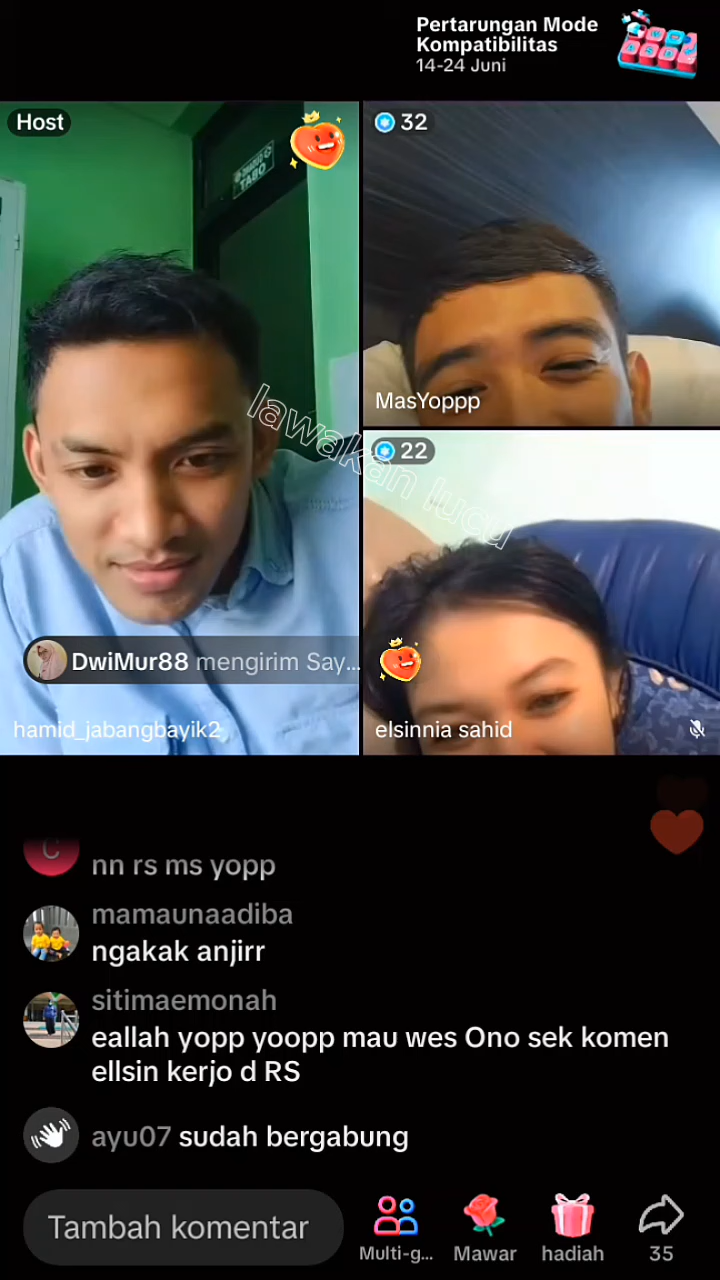 Pertarungan Mode
Kompatibilitas
14-24 Juni
Host
TABO
32
MasYoppp
lawakan lucu
22
DwiMur88 mengirim Say...
hamid_jabangbayik2
elsinnia sahid
C
nn rs ms yopp
mamaunaadiba
ngakak anjirr
sitimaemonah
eallah yopp yoopp mau wes Ono sek komen
ellsin kerjo d RS
ayu07 sudah bergabung
Tambah komentar
Multi-g...
Mawar
hadiah
35